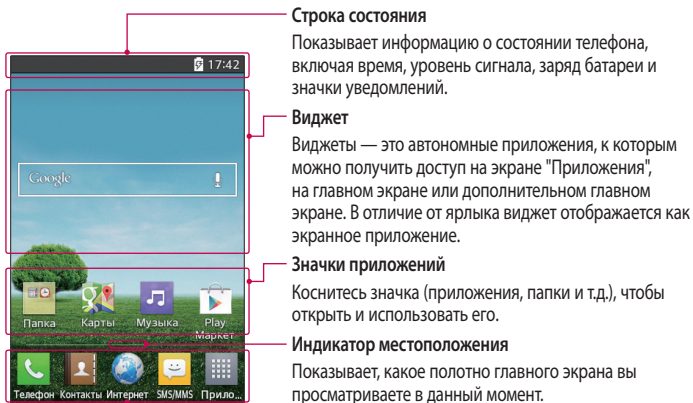 Строка состояния
Показывает информацию о состоянии телефона,
включая время, уровень сигнала, заряд батареи и
значки уведомлений.
Виджет
Виджеты — это автономные приложения, к которым
можно получить доступ на экране "Приложения",
на главном экране или дополнительном главном
экране. В отличие от ярлыка виджет отображается как
экранное приложение.
Значки приложений
Коснитесь значка (приложения, папки и т.д.), чтобы
открыть и использовать его.
Индикатор местоположения
Показывает, какое полотно главного экрана вы
просматриваете в данный момент.
17:42
Google
Папка Карты Музыка Play
Маркет
Телефон Контакты Интернет SMS/MMS Прило...